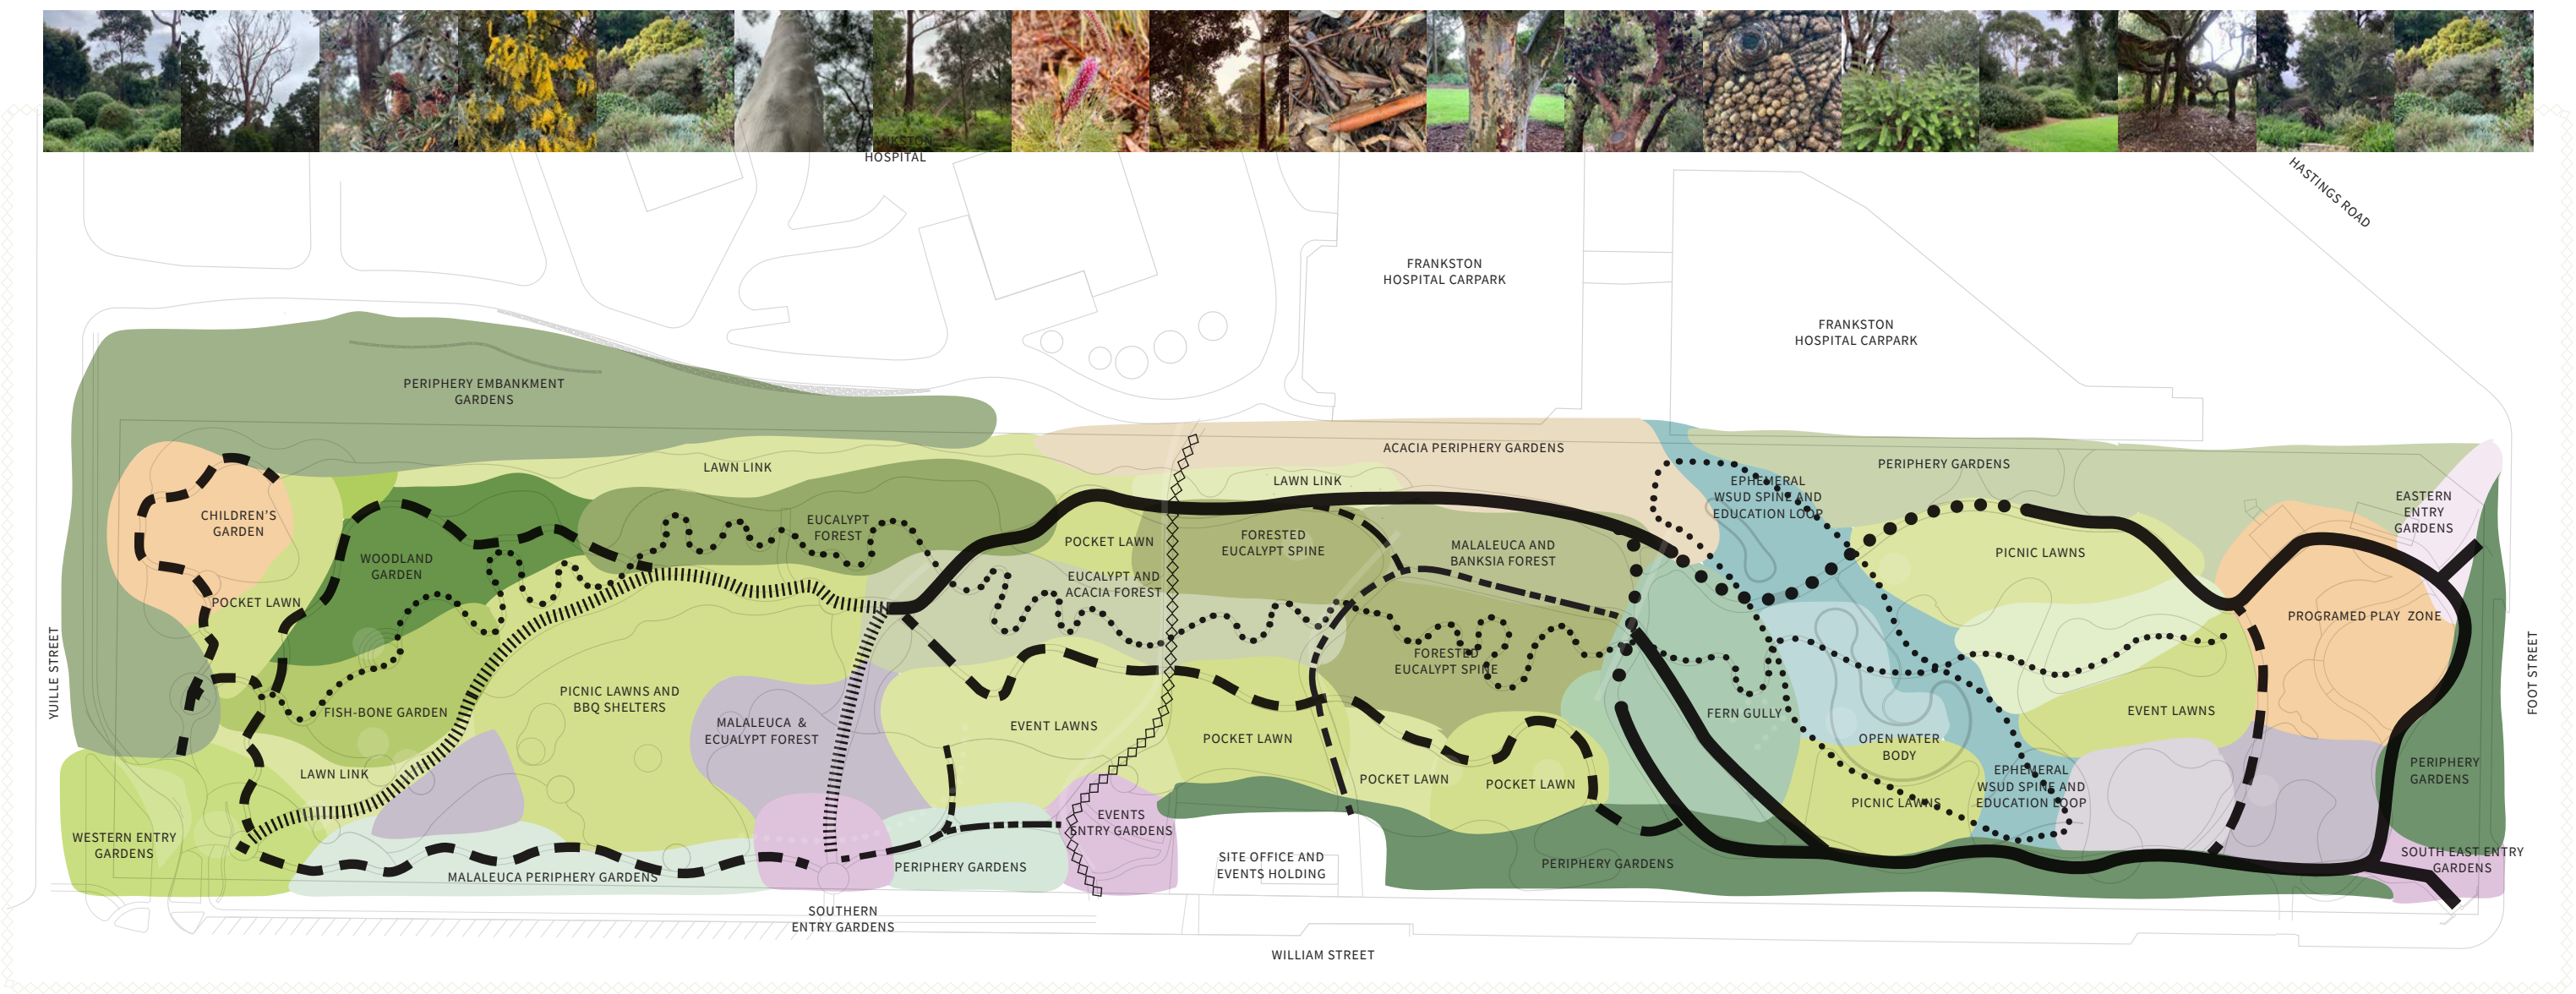 HOSPITAL
HASTINGS ROAD
FRANKSTON
HOSPITAL CARPARK
FRANKSTON
HOSPITAL CARPARK
PERIPHERY EMBANKMENT
GARDENS
LAWN LINK
ACACIA PERIPHERY GARDENS
LAWN LINK
PERIPHERY GARDENS
EPHEMERAL
WSUD SPINE AND
EDUCATION LOOP
EASTERN
ENTRY
GARDENS
CHILDREN'S
GARDEN
EUCALYPT
FOREST
POCKET LAWN
FORESTED
EUCALYPT SPINE
MALALEUCA AND
BANKSIA FOREST
PICNIC LAWNS
WOODLAND
GARDEN
EUCALYPT AND
ACACIA FOREST
POCKET LAWN
PROGRAMED PLAY ZONE
YUILLE STREET
FOOT STREET
FORESTED
EUCALYPT SPINE
PICNIC LAWNS AND
BBQ SHELTERS
FISH-BONE GARDEN
MALALEUCA &
ECUALYPT FOREST
EVENT LAWNS
POCKET LAWN
FERN GULLY
EVENT LAWNS
OPEN WATER
BODY
LAWN LINK
POCKET LAWN
POCKET LAWN
EPHEMERAL
WSUD SPINE AND
EDUCATION LOOP
PERIPHERY
GARDENS
PICNIC LAWNS
WESTERN ENTRY
GARDENS
EVENTS
ENTRY GARDENS
MALALEUCA PERIPHERY GARDENS
PERIPHERY GARDENS
SITE OFFICE AND
EVENTS HOLDING
PERIPHERY GARDENS
SOUTH EAST ENTRY
GARDENS
SOUTHERN
ENTRY GARDENS
WILLIAM STREET